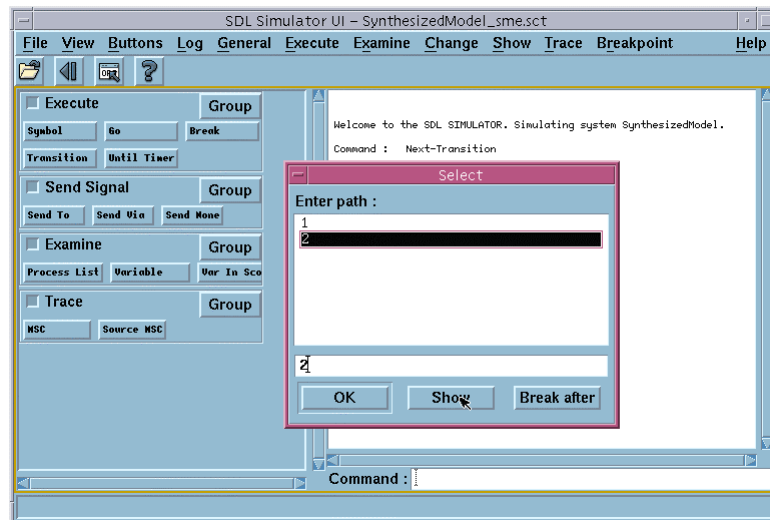 SDL Simulator UI – SynthesizedModel_sme.sct
File View Buttons Log General Execute Examine Change Show Trace Breakpoint Help
Execute Group
Symbol Go Break
Transition Until Timer
Send Signal Group
Send To Send Via Send None
Examine Group
Process List Variable Var In Sco
Trace Group
MSC Source MSC
Welcome to the SDL SIMULATOR. Simulating system SynthesizedModel.
Command : Next-Transition
Select
Enter path :
1
2
2
OK Show Break after
Command :